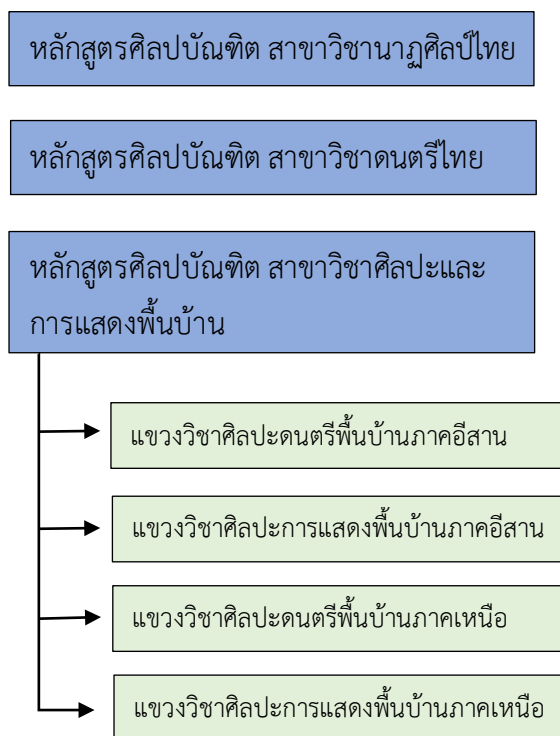 หลักสูตรศิลปบัณฑิต สาขาวิชานาฏศิลป์ไทย
หลักสูตรศิลปบัณฑิต สาขาวิชาดนตรีไทย
หลักสูตรศิลปบัณฑิต สาขาวิชาศิลปะและ
การแสดงพื้นบ้าน
แขวงวิชาศิลปะดนตรีพื้นบ้านภาคอีสาน
แขวงวิชาศิลปะการแสดงพื้นบ้านภาคอีสาน
แขวงวิชาศิลปะดนตรีพื้นบ้านภาคเหนือ
แขวงวิชาศิลปะการแสดงพื้นบ้านภาคเหนือ